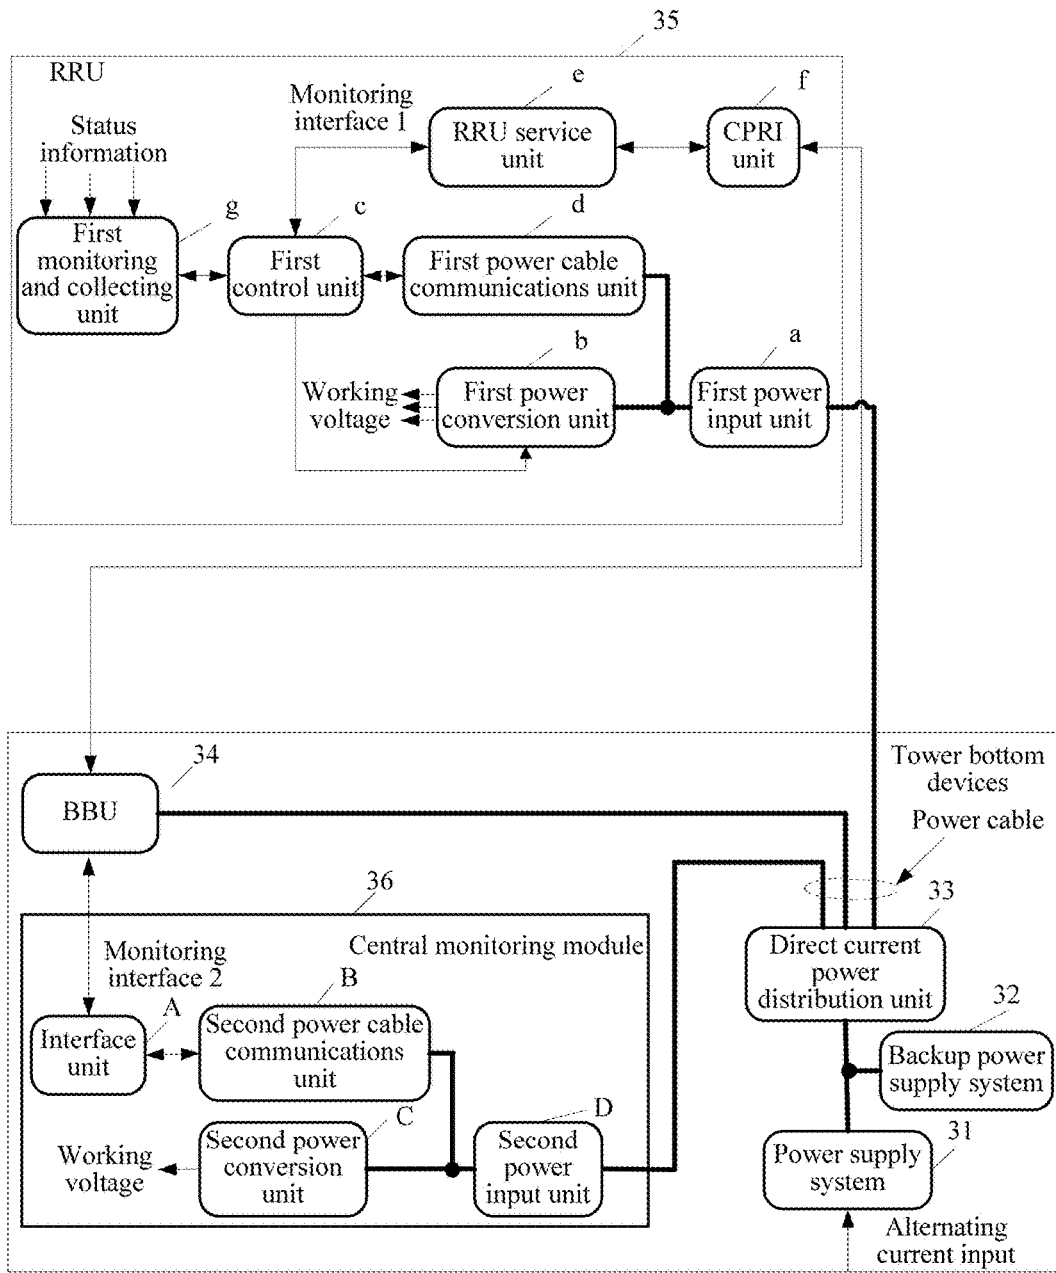 35
RRU
e
f
Monitoring
interface 1
RRU service
unit
CPRI
unit
Status
information
g
c
d
First
monitoring
and collecting
unit
First
control unit
First power cable
communications unit
b
a
Working
voltage
First power
conversion unit
First power
input unit
34
BBU
Tower bottom
devices
Power cable
36
33
Central monitoring module
Direct current
power
distribution unit
Monitoring
interface 2
A
B
32
Interface
unit
Second power cable
communications
unit
Backup power
supply system
C
D
31
Working
voltage
Second power
conversion
unit
Second
power
input unit
Power supply
system
Alternating
current input